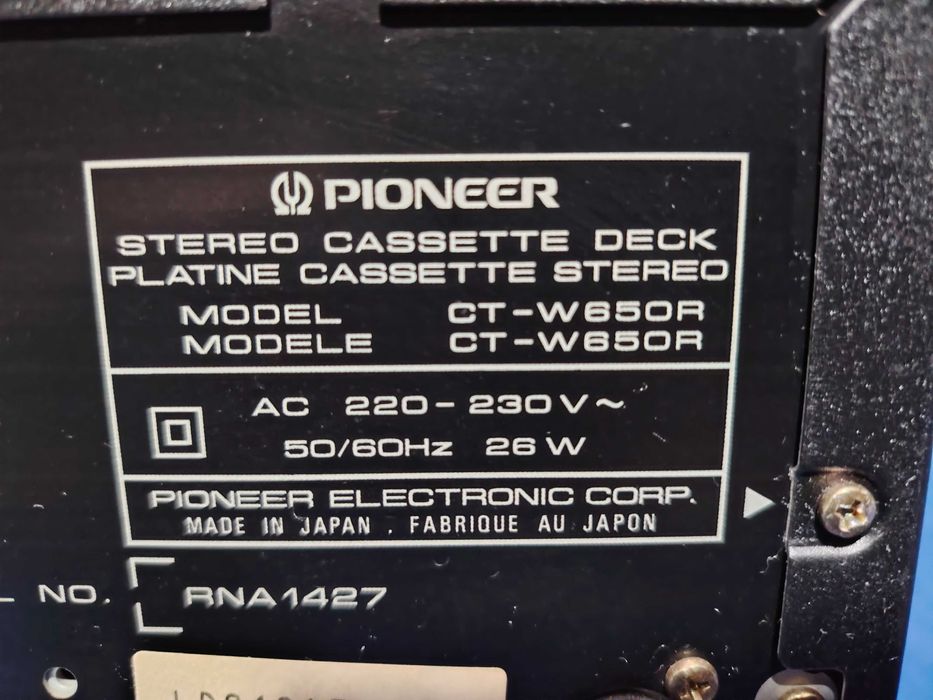 PIONEER
STEREO CASSETTE DECK
PLATINE CASSETTE STEREO
MODEL CT-W650R
MODELE CT-W650R
AC 220-230V~
50/60Hz 26W
PIONEER ELECTRONIC CORP.
MADE IN JAPAN . FABRIQUE AU JAPON
NO.
RNA1427